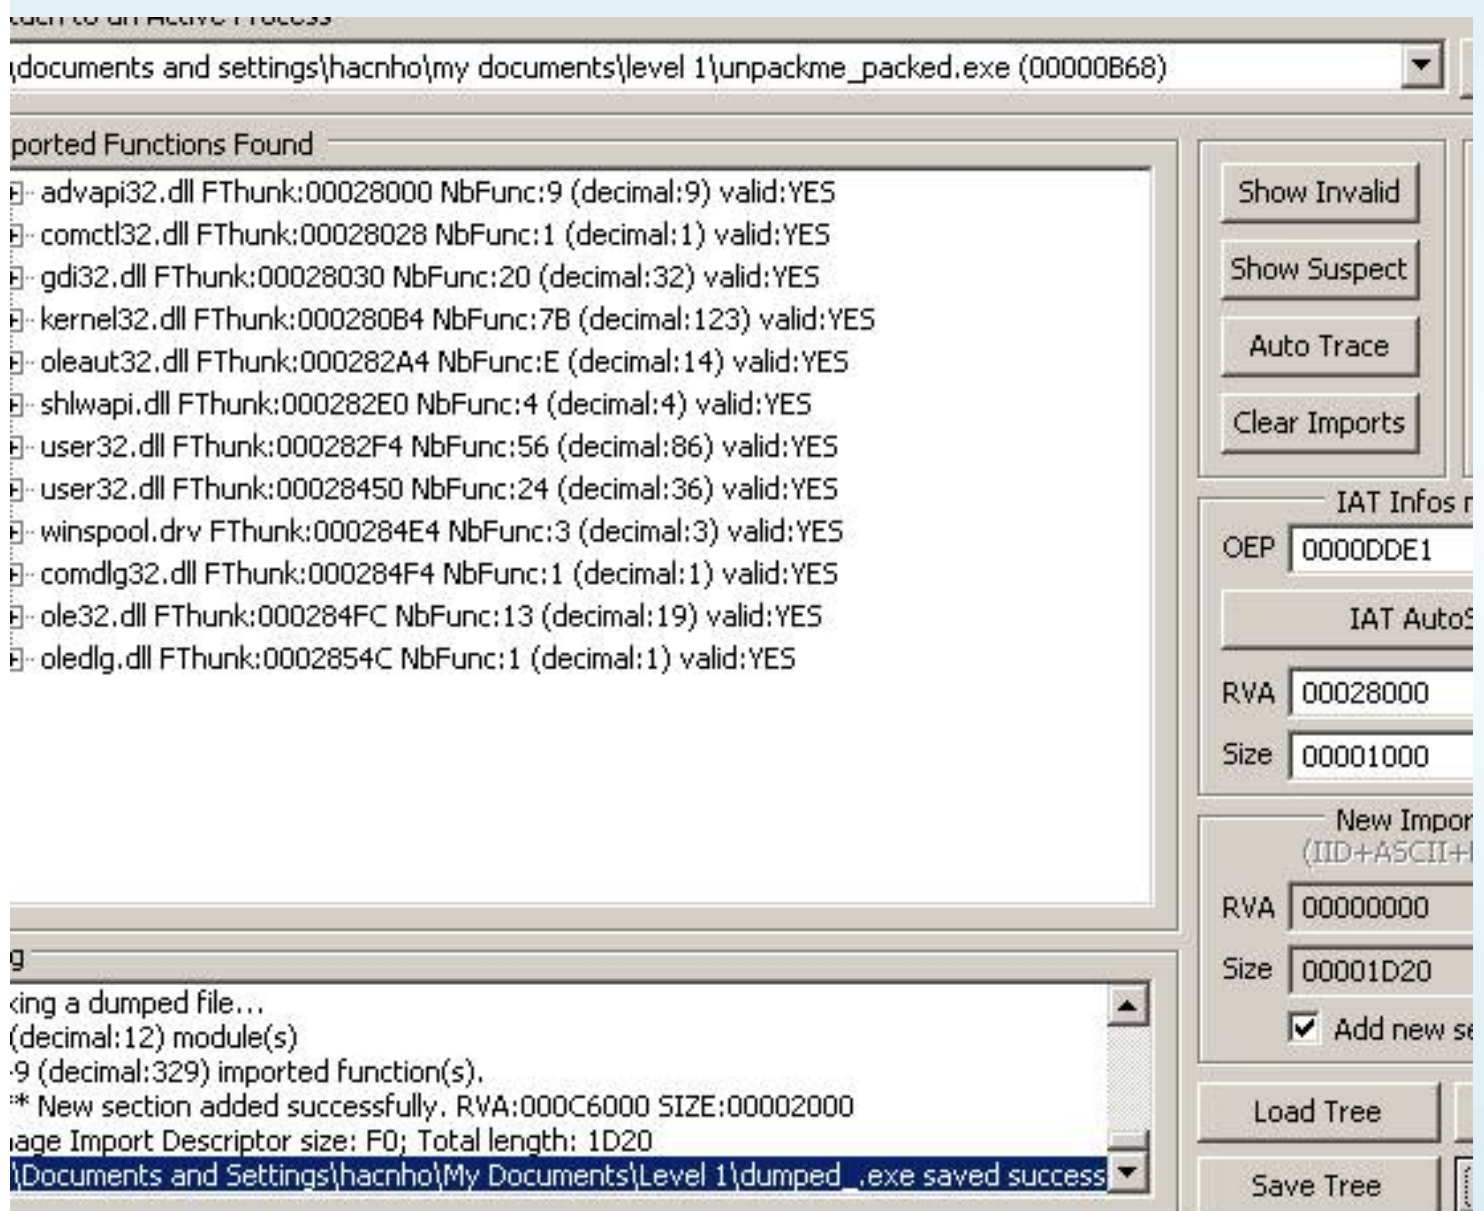 to an Active Process
\documents and settings\hacnho\my documents\level 1\unpackme_packed.exe (00000B68)
ported Functions Found
advapi32.dll FThunk:00028000 NbFunc:9 (decimal:9) valid:YES
comctl32.dll FThunk:00028028 NbFunc:1 (decimal:1) valid:YES
gdi32.dll FThunk:00028030 NbFunc:20 (decimal:32) valid:YES
kernel32.dll FThunk:000280B4 NbFunc:7B (decimal:123) valid:YES
oleaut32.dll FThunk:000282A4 NbFunc:E (decimal:14) valid:YES
shlwapi.dll FThunk:000282E0 NbFunc:4 (decimal:4) valid:YES
user32.dll FThunk:000282F4 NbFunc:56 (decimal:86) valid:YES
user32.dll FThunk:00028450 NbFunc:24 (decimal:36) valid:YES
winspool.drv FThunk:000284E4 NbFunc:3 (decimal:3) valid:YES
comdlg32.dll FThunk:000284F4 NbFunc:1 (decimal:1) valid:YES
ole32.dll FThunk:000284FC NbFunc:13 (decimal:19) valid:YES
oledlg.dll FThunk:0002854C NbFunc:1 (decimal:1) valid:YES
Show Invalid
Show Suspect
Auto Trace
Clear Imports
IAT Infos
OEP 0000DDE1
IAT AutoS
RVA 00028000
Size 00001000
New Impor
(IID+ASCII+
RVA 00000000
Size 00001D20
Add new se
g
king a dumped file...
(decimal:12) module(s)
9 (decimal:329) imported function(s).
* New section added successfully. RVA:000C6000 SIZE:00002000
age Import Descriptor size: F0; Total length: 1D20
\Documents and Settings\hacnho\My Documents\Level 1\dumped_.exe saved success
Load Tree
Save Tree